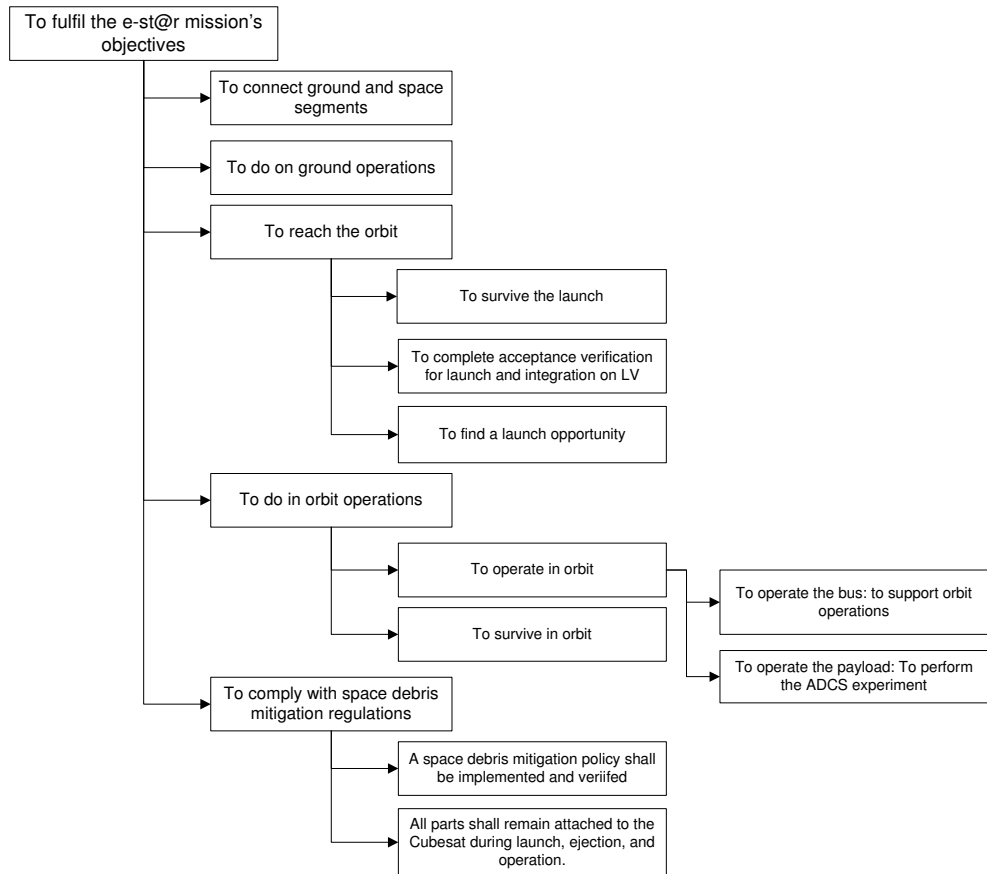 To fulfil the e-st@r mission's
objectives
To connect ground and space
segments
To do on ground operations
To reach the orbit
To survive the launch
To complete acceptance verification
for launch and integration on LV
To find a launch opportunity
To do in orbit operations
To operate in orbit
To operate the bus: to support orbit
operations
To survive in orbit
To operate the payload: To perform
the ADCS experiment
To comply with space debris
mitigation regulations
A space debris mitigation policy shall
be implemented and veriifed
All parts shall remain attached to the
Cubesat during launch, ejection, and
operation.